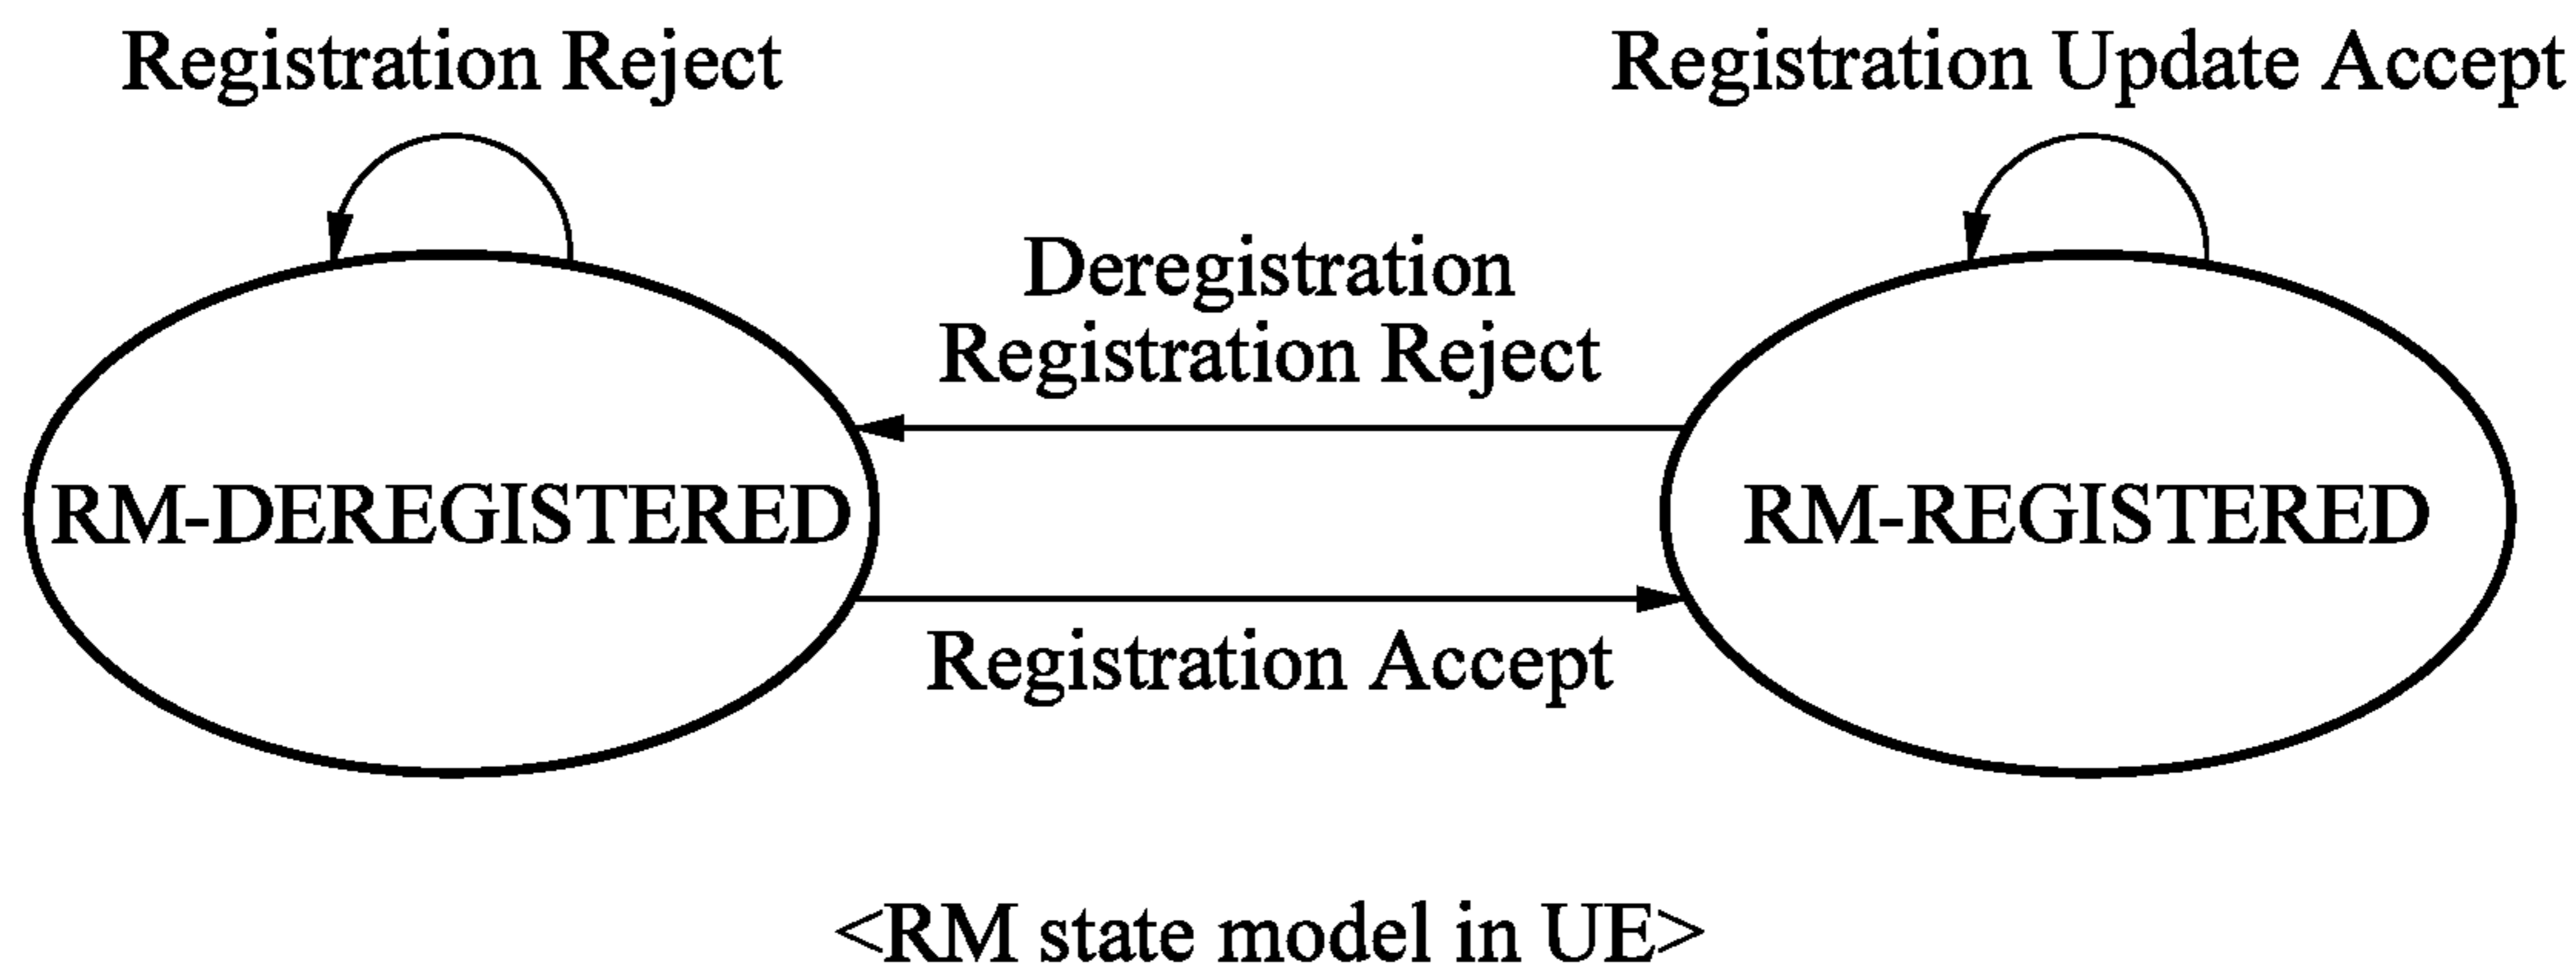 Registration Reject
Registration Update Accept
Deregistration
Registration Reject
RM-DEREGISTERED
RM-REGISTERED
Registration Accept
<RM state model in UE>